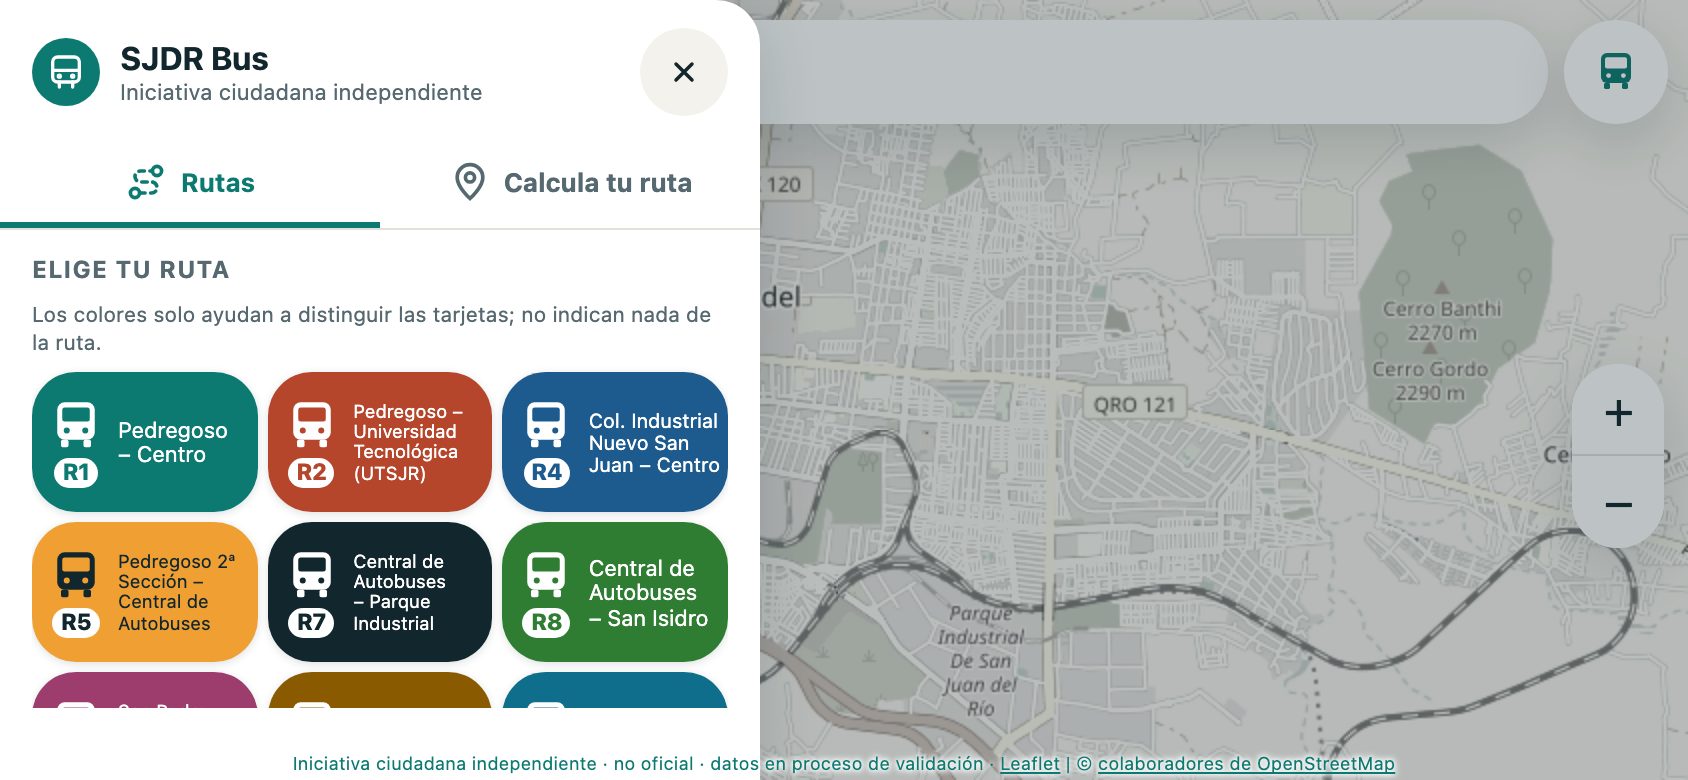 SJDR Bus
Iniciativa ciudadana independiente
Rutas
Calcula tu ruta
ELIGE TU RUTA
Los colores solo ayudan a distinguir las tarjetas; no indican nada de
la ruta.
R1
Pedregoso
– Centro
R2
Pedregoso –
Universidad
Tecnológica
(UTSJR)
R4
Col. Industrial
Nuevo San
Juan – Centro
R5
Pedregoso 2ª
Sección –
Central de
Autobuses
R7
Central de
Autobuses
– Parque
Industrial
R8
Central de
Autobuses
– San Isidro
120
del
Cerro Banthi
2270 m
Cerro Gordo
2290 m
QRO 121
+
−
Parque
Industrial
De San
Juan del
Río
Iniciativa ciudadana independiente · no oficial · datos en proceso de validación · Leaflet | © colaboradores de OpenStreetMap